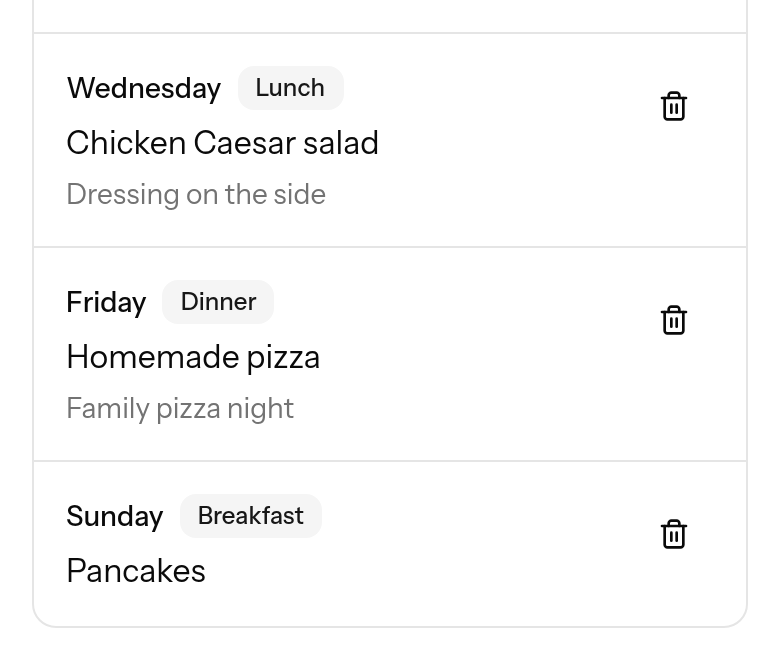 Wednesday Lunch
Chicken Caesar salad
Dressing on the side
Friday Dinner
Homemade pizza
Family pizza night
Sunday Breakfast
Pancakes